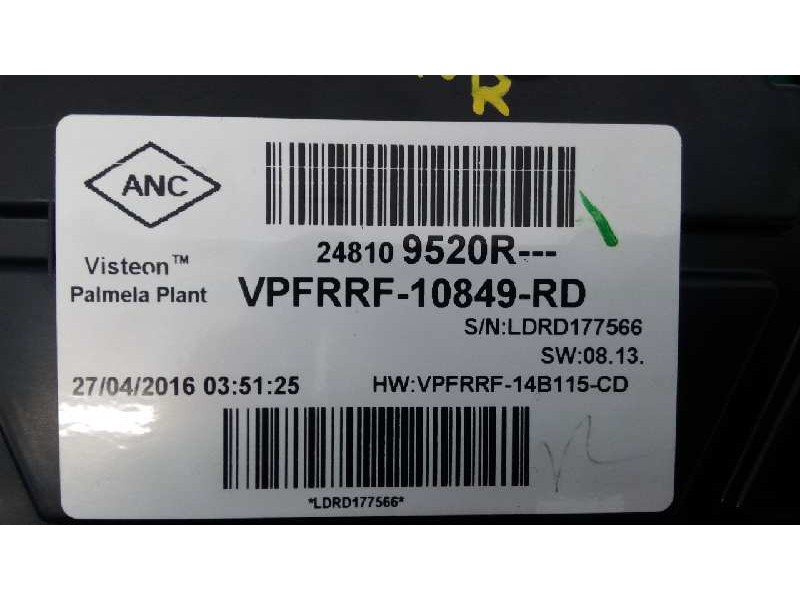 R
ANC
Visteon™
Palmela Plant
24810 9520R---
VPFRRF-10849-RD
S/N:LDRD177566
SW:08.13.
27/04/2016 03:51:25
HW:VPFRRF-14B115-CD
*LDRD177566*